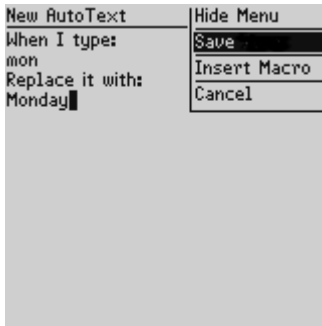 New AutoText
When I type:
mon
Replace it with:
Monday
Hide Menu
Save
Insert Macro
Cancel